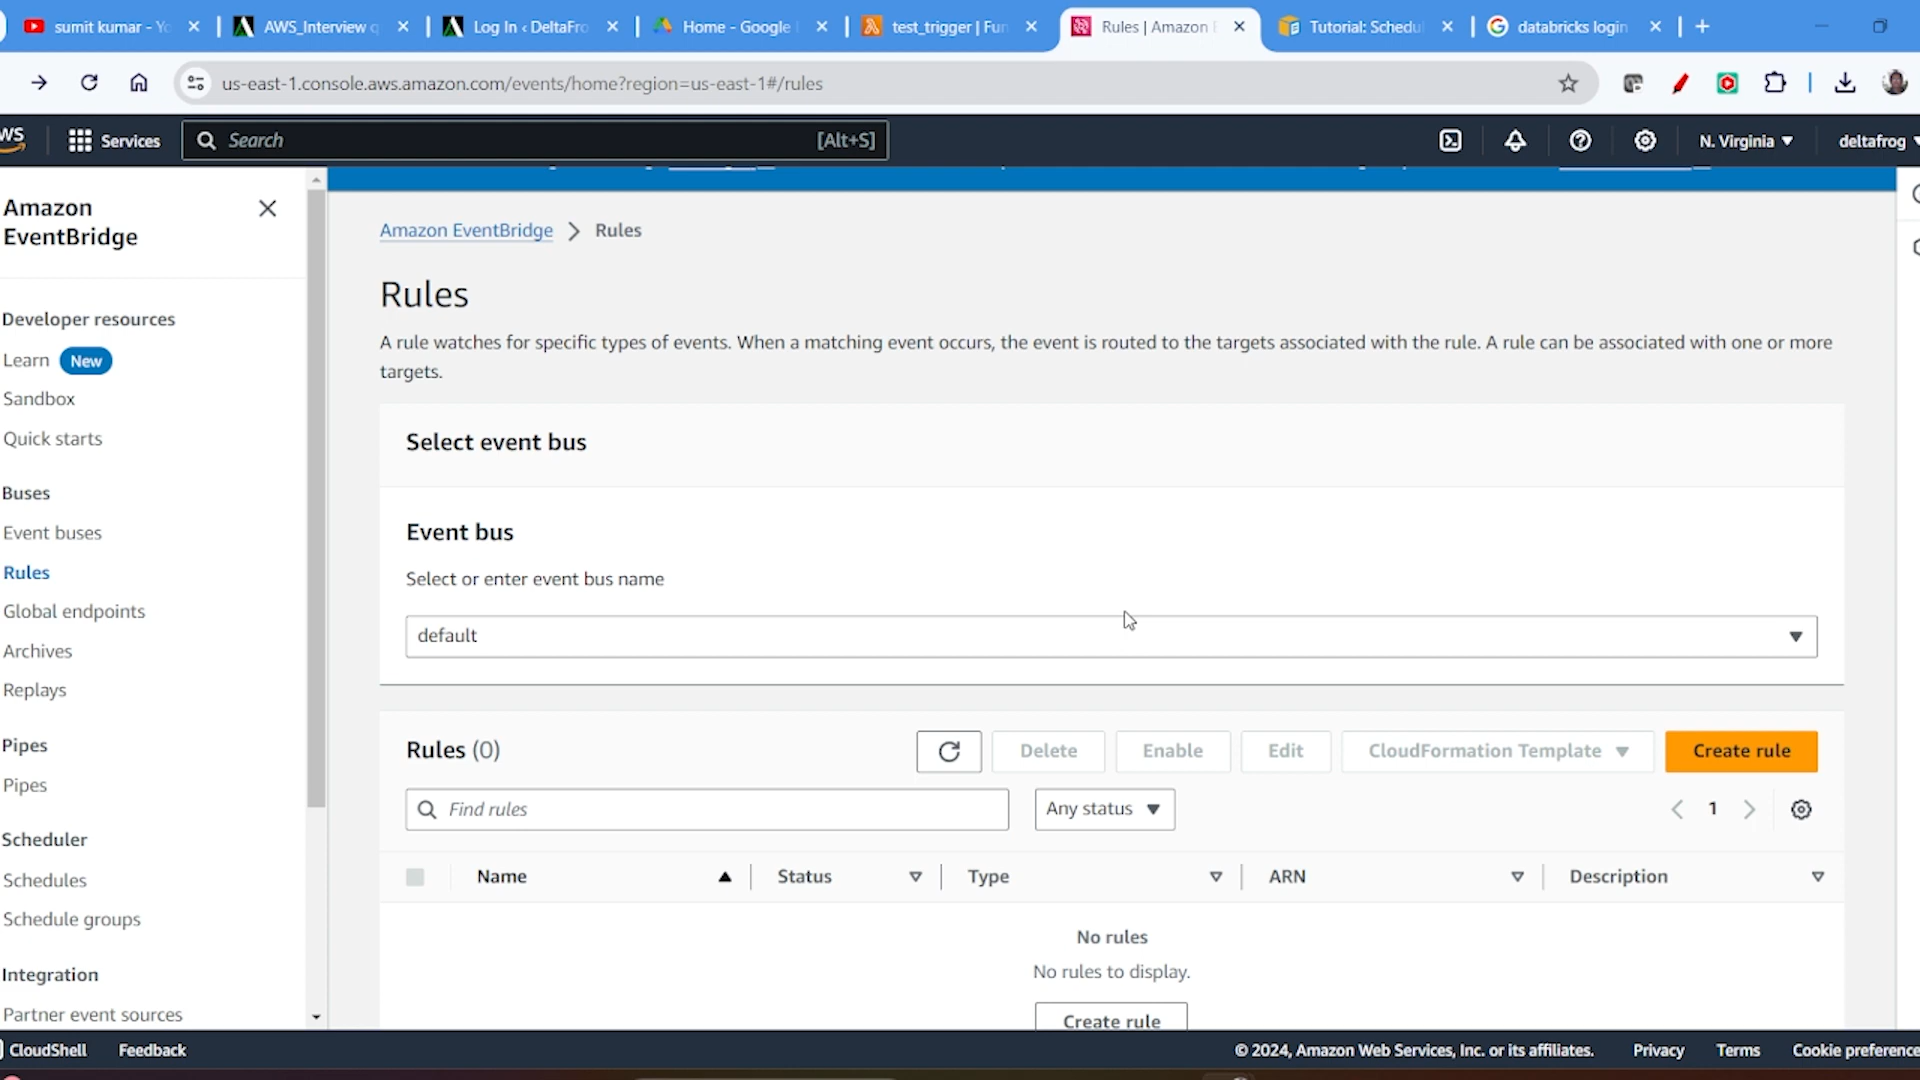 sumit kumar - Yo
AWS_Interview q
Log In ‹ DeltaFro
Home - Google
test_trigger | Fun
Rules | Amazon E
Tutorial: Schedul
databricks login
us-east-1.console.aws.amazon.com/events/home?region=us-east-1#/rules
Services
Search
[Alt+S]
N. Virginia
deltafrog
Amazon
EventBridge
Developer resources
Learn New
Sandbox
Quick starts
Buses
Event buses
Rules
Global endpoints
Archives
Replays
Pipes
Pipes
Scheduler
Schedules
Schedule groups
Integration
Partner event sources
Amazon EventBridge > Rules
Rules
A rule watches for specific types of events. When a matching event occurs, the event is routed to the targets associated with the rule. A rule can be associated with one or more
targets.
Select event bus
Event bus
Select or enter event bus name
default
Rules (0)
Delete
Enable
Edit
CloudFormation Template
Create rule
Find rules
Any status
1
Name
Status
Type
ARN
Description
No rules
No rules to display.
Create rule
CloudShell
Feedback
© 2024, Amazon Web Services, Inc. or its affiliates.
Privacy
Terms
Cookie preference